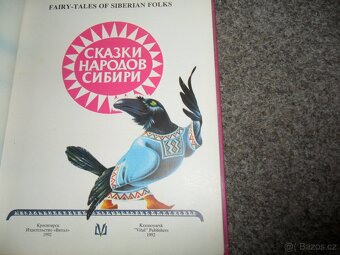 FAIRY-TALES OF SIBERIAN FOLKS
СКАЗКИ
НАРОДОВ
СИБИРИ
Красноярск
Издательство «Витал»
1992
Krasnoyarsk
"Vital" Publishers
1992
bazos.cz